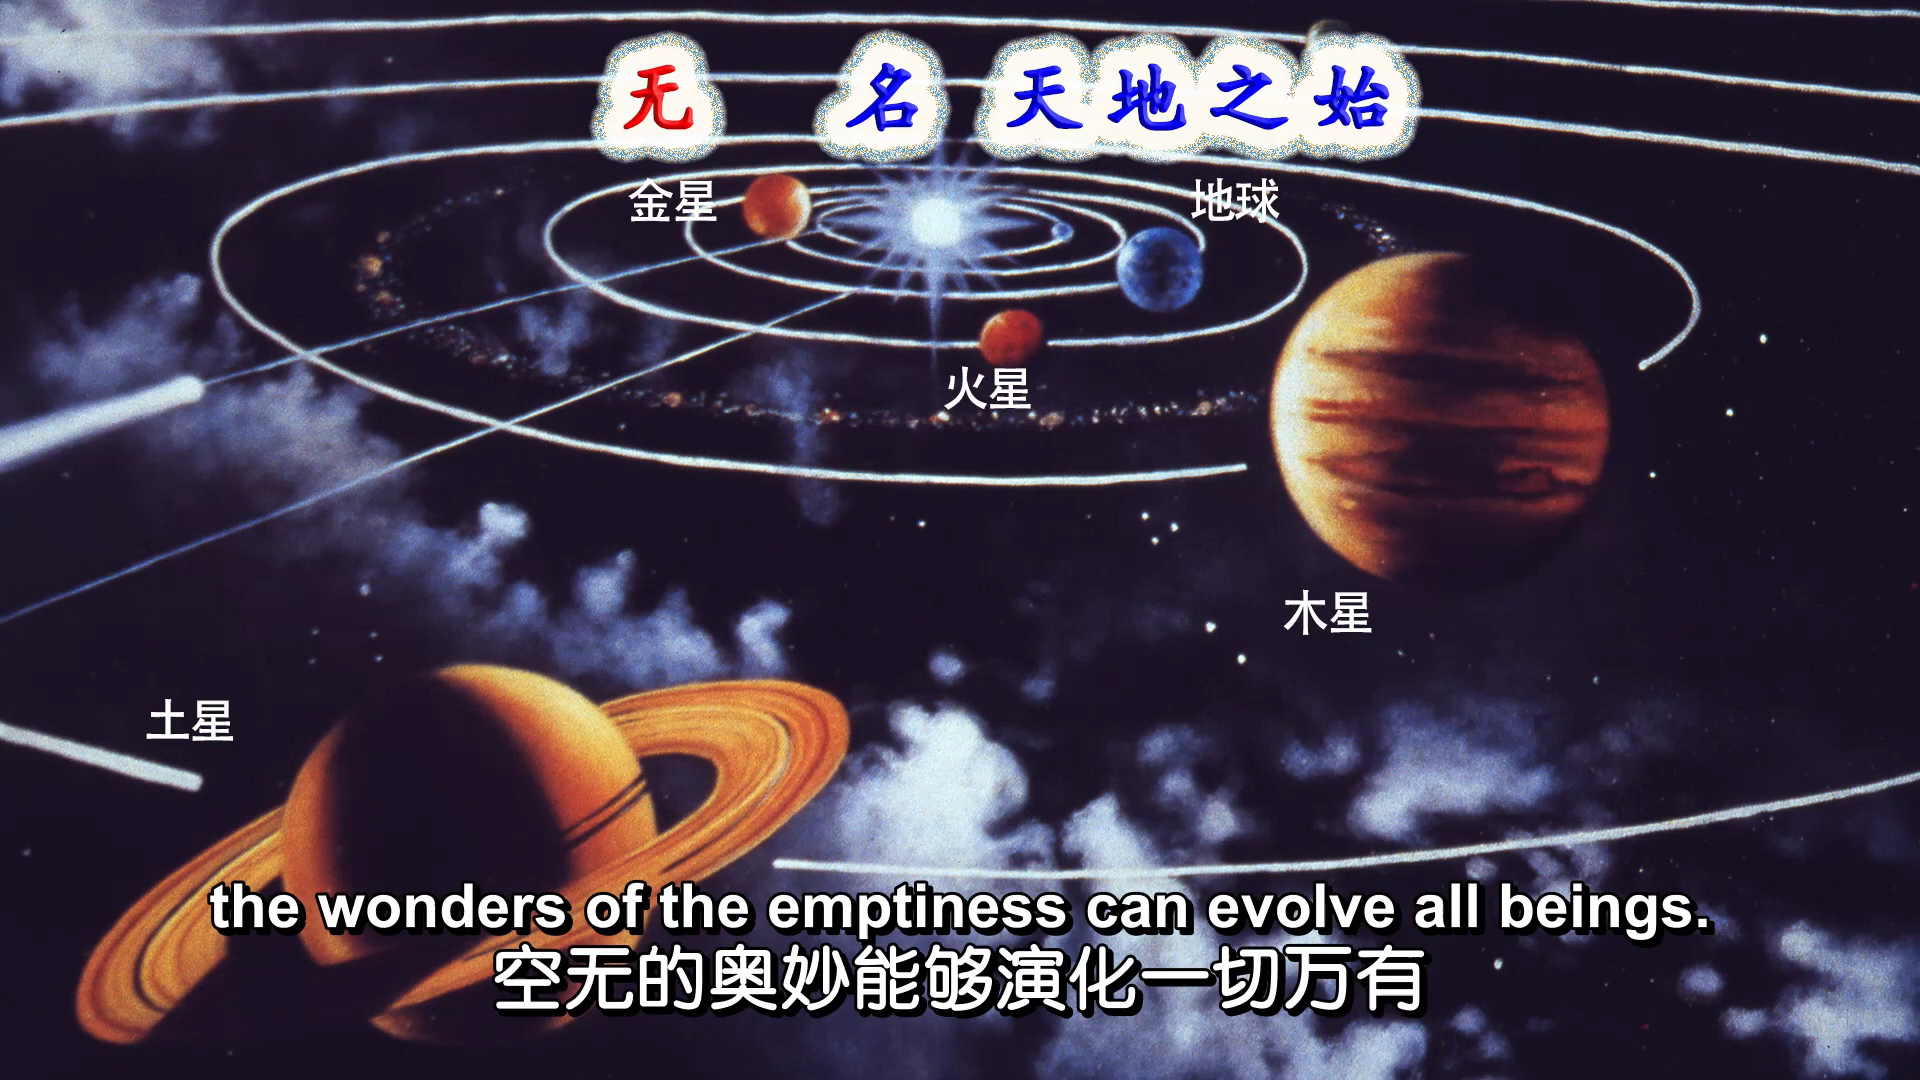 无 名天地之始
金星
地球
火星
木星
土星
the wonders of the emptiness can evolve all beings.
空无的奥妙能够演化一切万有